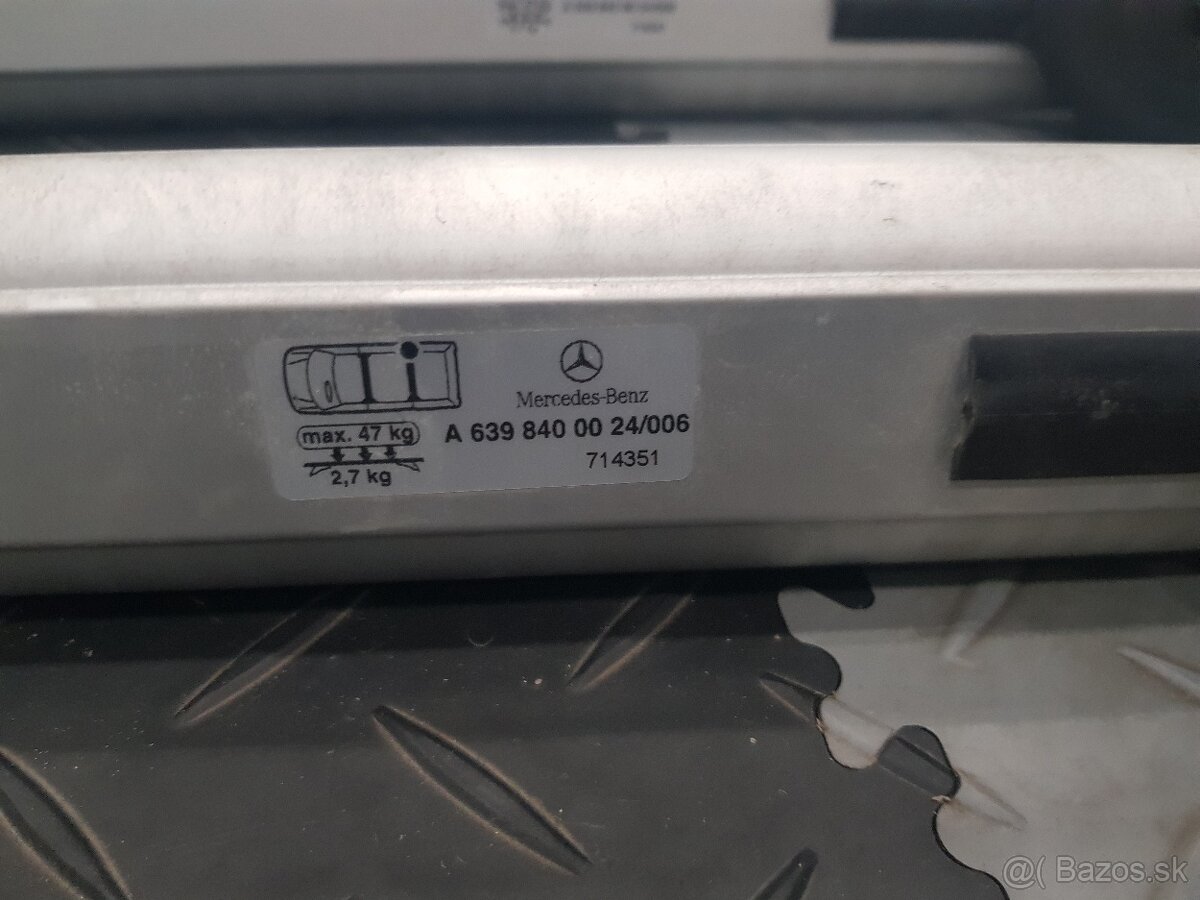 Mercedes-Benz
A 639 840 00 24/006
714351
max. 47 kg
2,7 kg
@( Bazos.sk